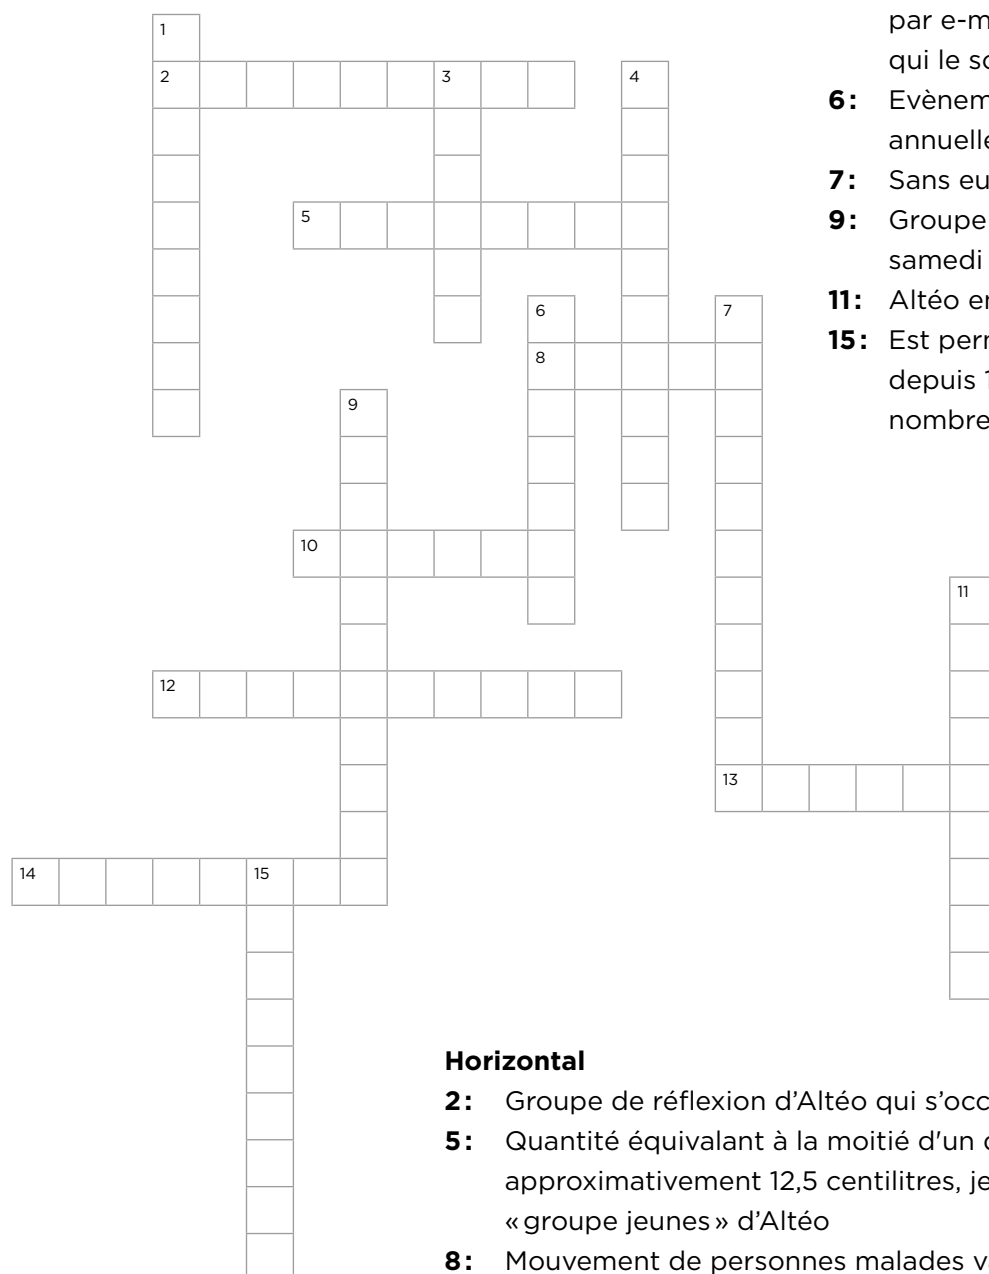 1
2 3 4
5
6 7
8
9
10
11
12
13
14 15
par e-m
qui le so
6: Evènem
annuelle
7: Sans eu
9: Groupe
samedi
11: Altéo en
15: Est perm
depuis 1
nombre
Horizontal
2: Groupe de réflexion d’Altéo qui s’occ
5: Quantité équivalant à la moitié d'un
approximativement 12,5 centilitres, je
«groupe jeunes» d’Altéo
8: Mouvement de personnes malades va